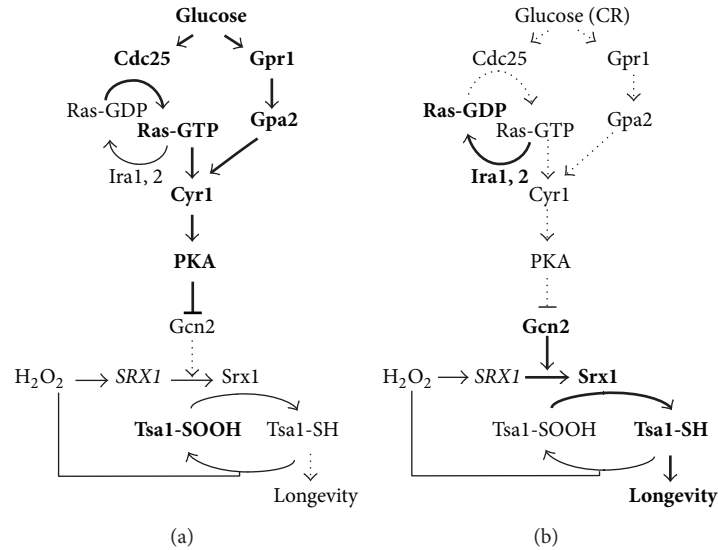 Glucose
Cdc25
Gpr1
Ras-GDP
Ras-GTP
Gpa2
Ira1, 2
Cyr1
PKA
Gcn2
H₂O₂
SRX1
Srx1
Tsa1-SOOH
Tsa1-SH
Longevity
(a)
Glucose (CR)
Cdc25
Gpr1
Ras-GDP
Ras-GTP
Gpa2
Ira1, 2
Cyr1
PKA
Gcn2
H₂O₂
SRX1
Srx1
Tsa1-SOOH
Tsa1-SH
Longevity
(b)